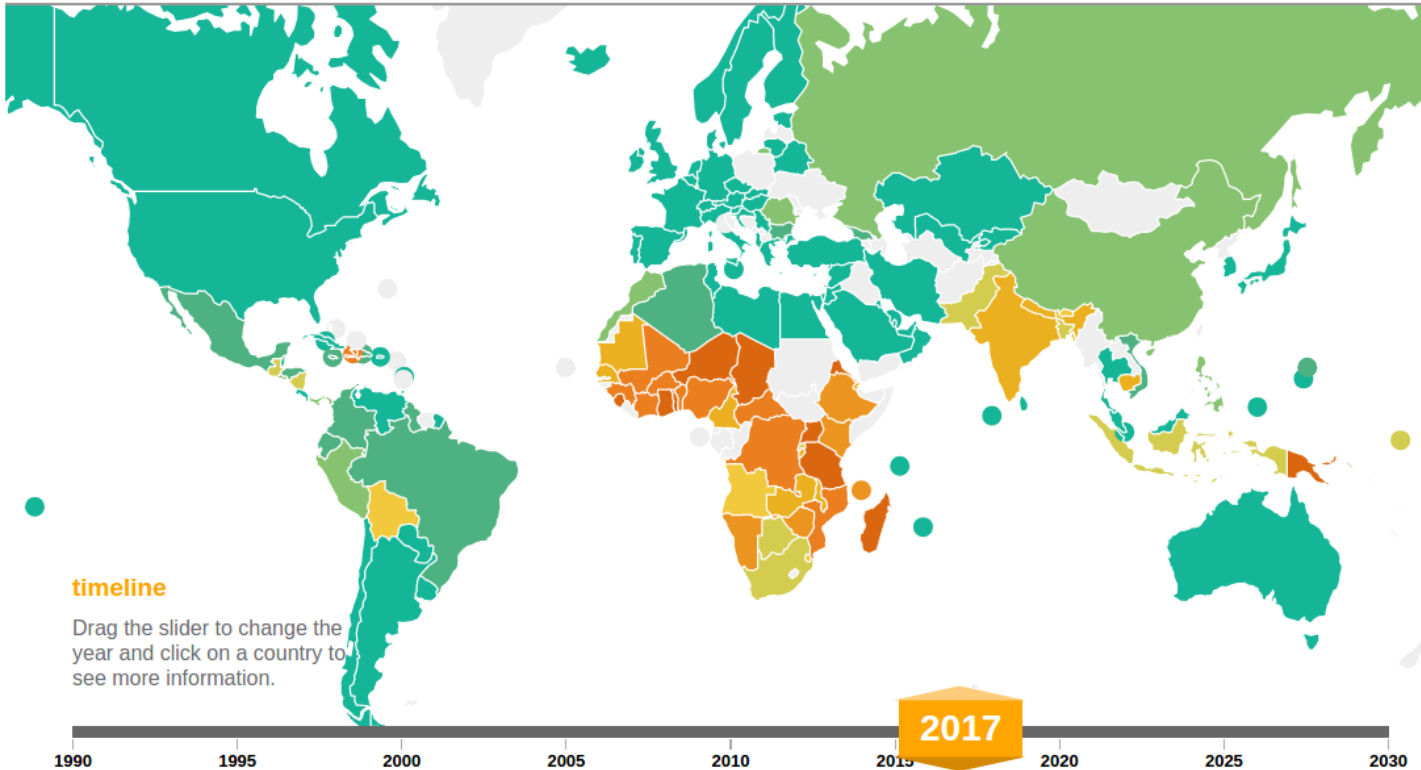 timeline
Drag the slider to change the
year and click on a country to
see more information.
2017
1990 1995 2000 2005 2010 2015 2020 2025 2030